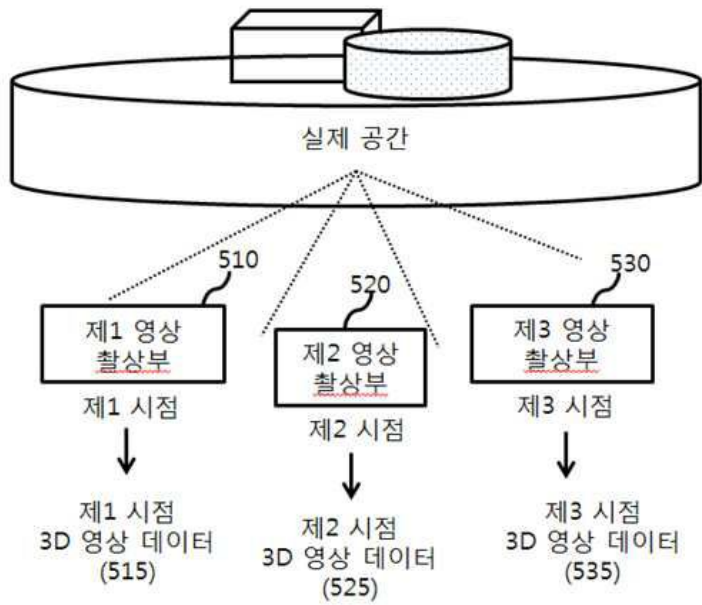 실제 공간
510
제1 영상
촬상부
제1 시점
제1 시점
3D 영상 데이터
(515)
520
제2 영상
촬상부
제2 시점
제2 시점
3D 영상 데이터
(525)
530
제3 영상
촬상부
제3 시점
제3 시점
3D 영상 데이터
(535)